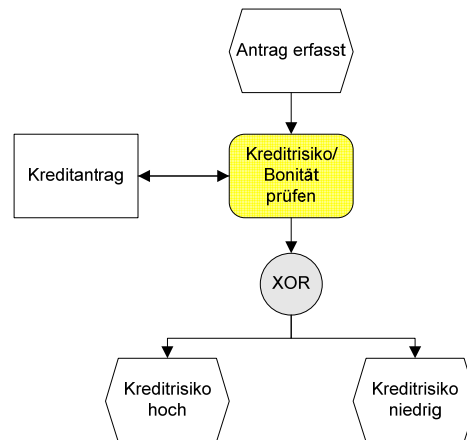 Antrag erfasst
Kreditantrag
Kreditrisiko/
Bonität
prüfen
XOR
Kreditrisiko
hoch
Kreditrisiko
niedrig